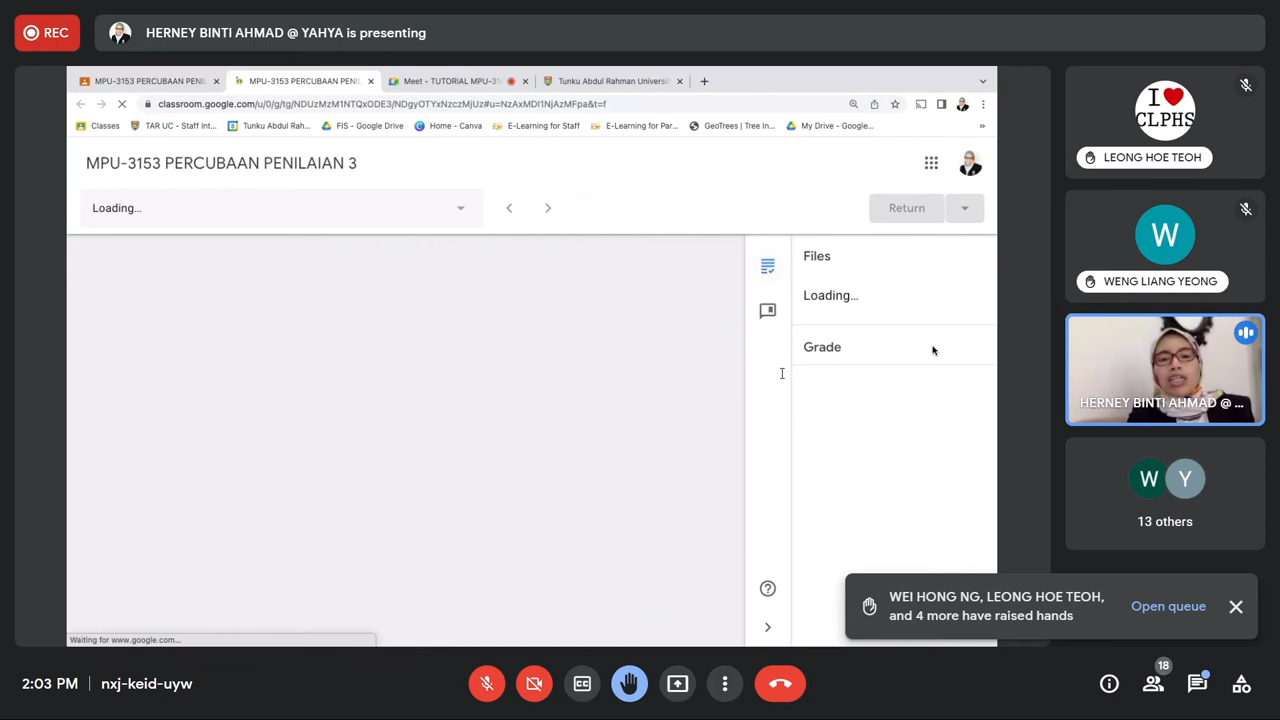 REC
HERNEY BINTI AHMAD @ YAHYA is presenting
MPU-3153 PERCUBAAN PENIL
MPU-3153 PERCUBAAN PENIL
Meet - TUTORIAL MPU-31
Tunku Abdul Rahman Universi
classroom.google.com/u/0/g/tg/NDUzMzM1NTQxODE3/NDgyOTYxNzczMjUz#u=NzAxMDI1NjAzMFpa&t=f
Classes
TAR UC - Staff Int...
Tunku Abdul Rah...
FIS - Google Drive
Home - Canva
E-Learning for Staff
E-Learning for Par...
GeoTrees | Tree In...
My Drive - Google...
»
MPU-3153 PERCUBAAN PENILAIAN 3
Loading...
Return
Files
Loading...
Grade
Waiting for www.google.com...
I ❤ CLPHS
LEONG HOE TEOH
W
WENG LIANG YEONG
HERNEY BINTI AHMAD @ ...
W Y
13 others
WEI HONG NG, LEONG HOE TEOH,
and 4 more have raised hands
Open queue
2:03 PM | nxj-keid-uyw
CC
18